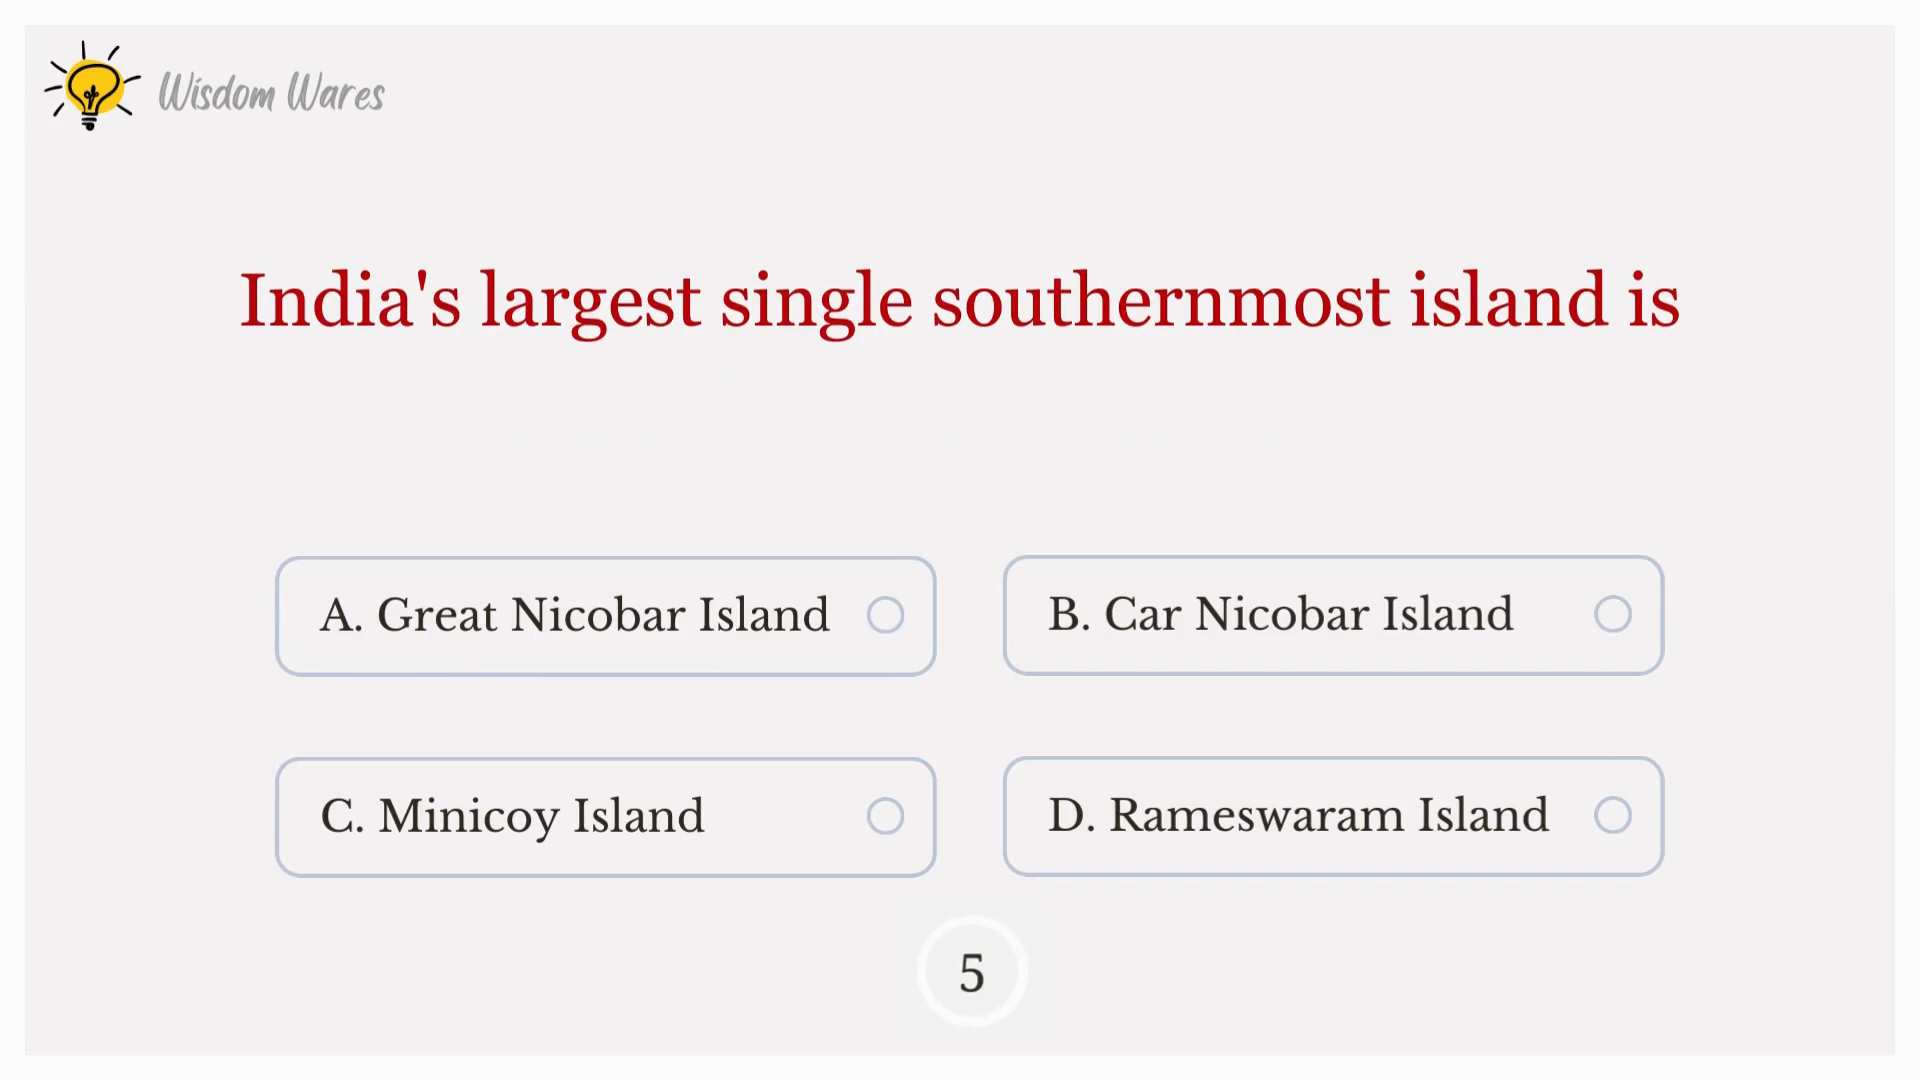 Wisdom Wares
India's largest single southernmost island is
A. Great Nicobar Island
B. Car Nicobar Island
C. Minicoy Island
D. Rameswaram Island
5